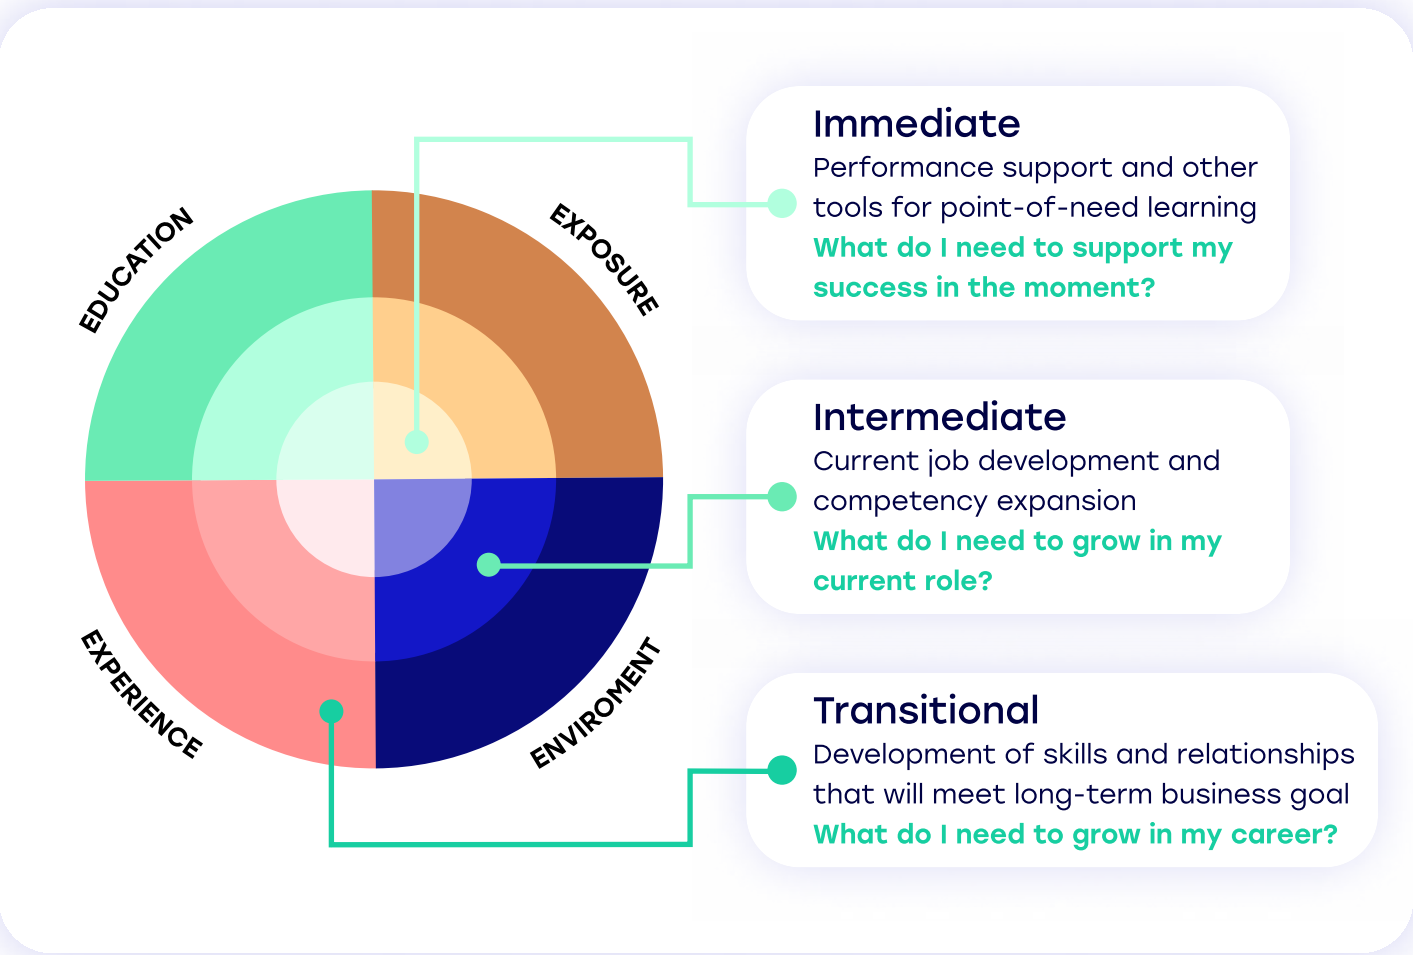 EDUCATION
EXPOSURE
EXPERIENCE
ENVIROMENT
Immediate
Performance support and other
tools for point-of-need learning
What do I need to support my
success in the moment?
Intermediate
Current job development and
competency expansion
What do I need to grow in my
current role?
Transitional
Development of skills and relationships
that will meet long-term business goal
What do I need to grow in my career?